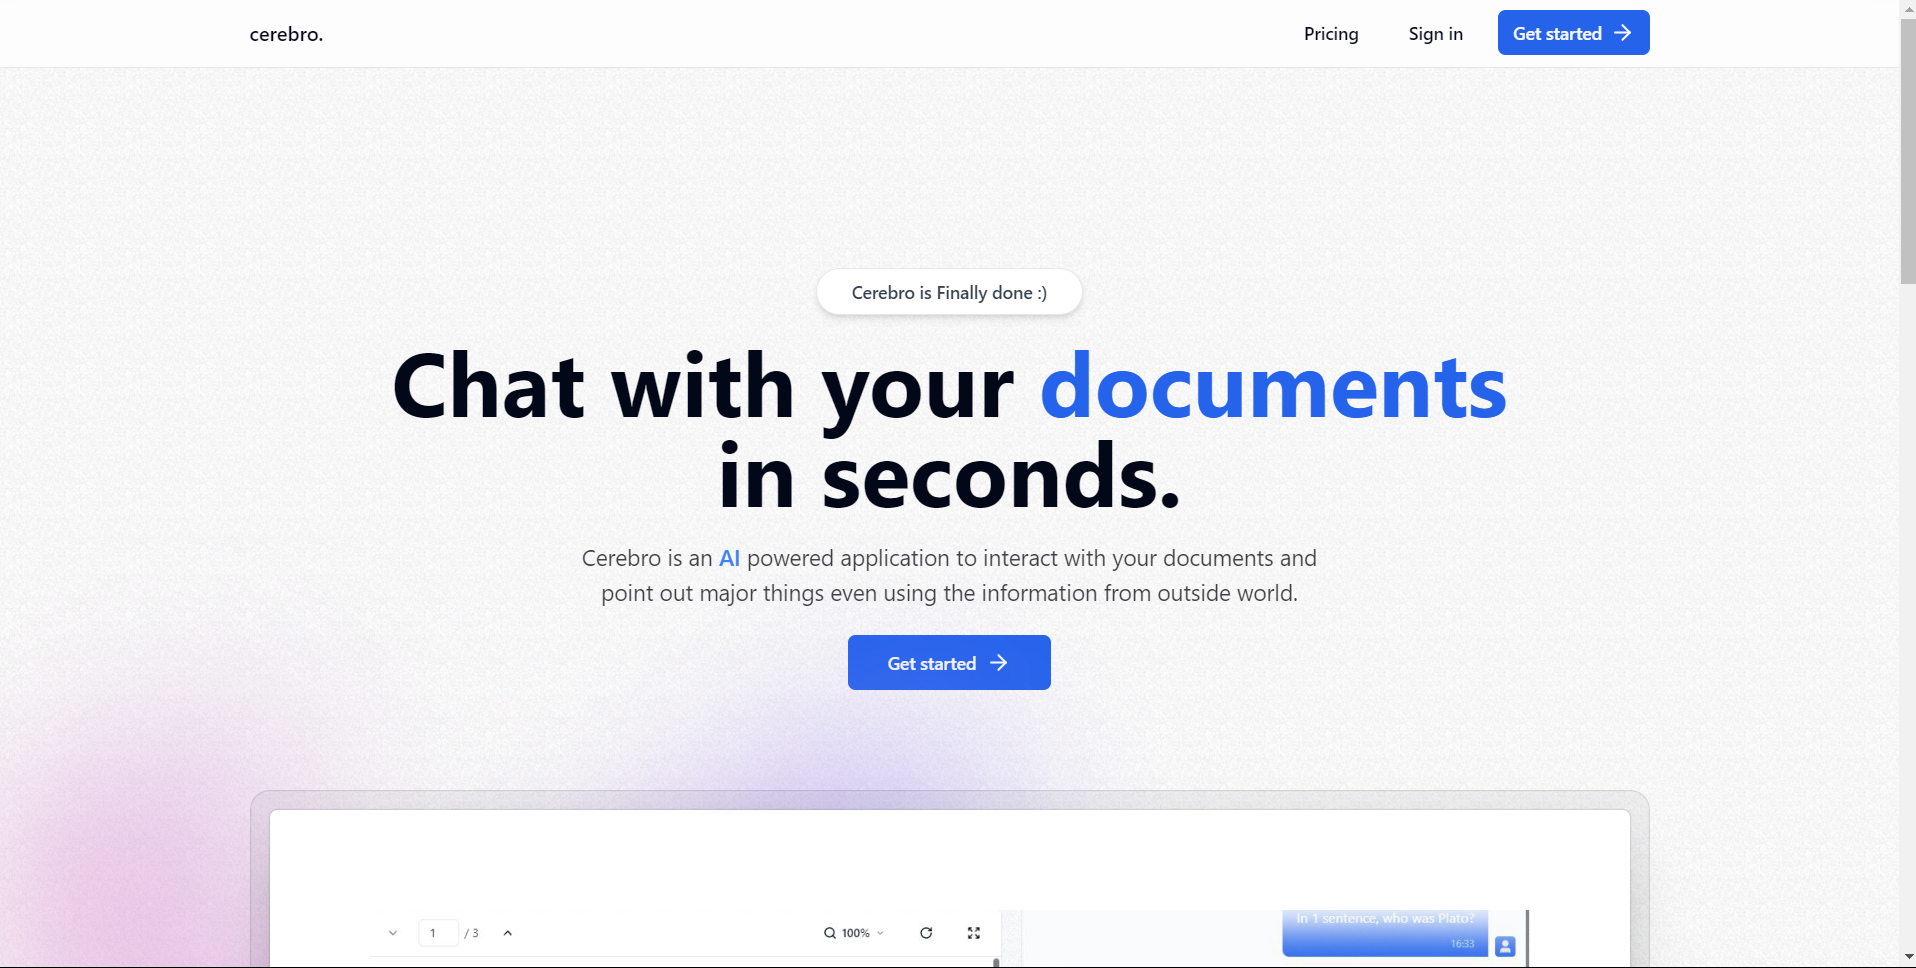 cerebro.
Pricing
Sign in
Get started
Cerebro is Finally done :)
Chat with your documents
in seconds.
Cerebro is an AI powered application to interact with your documents and
point out major things even using the information from outside world.
Get started
1 / 3
100%
In 1 sentence, who was Plato?
16:33